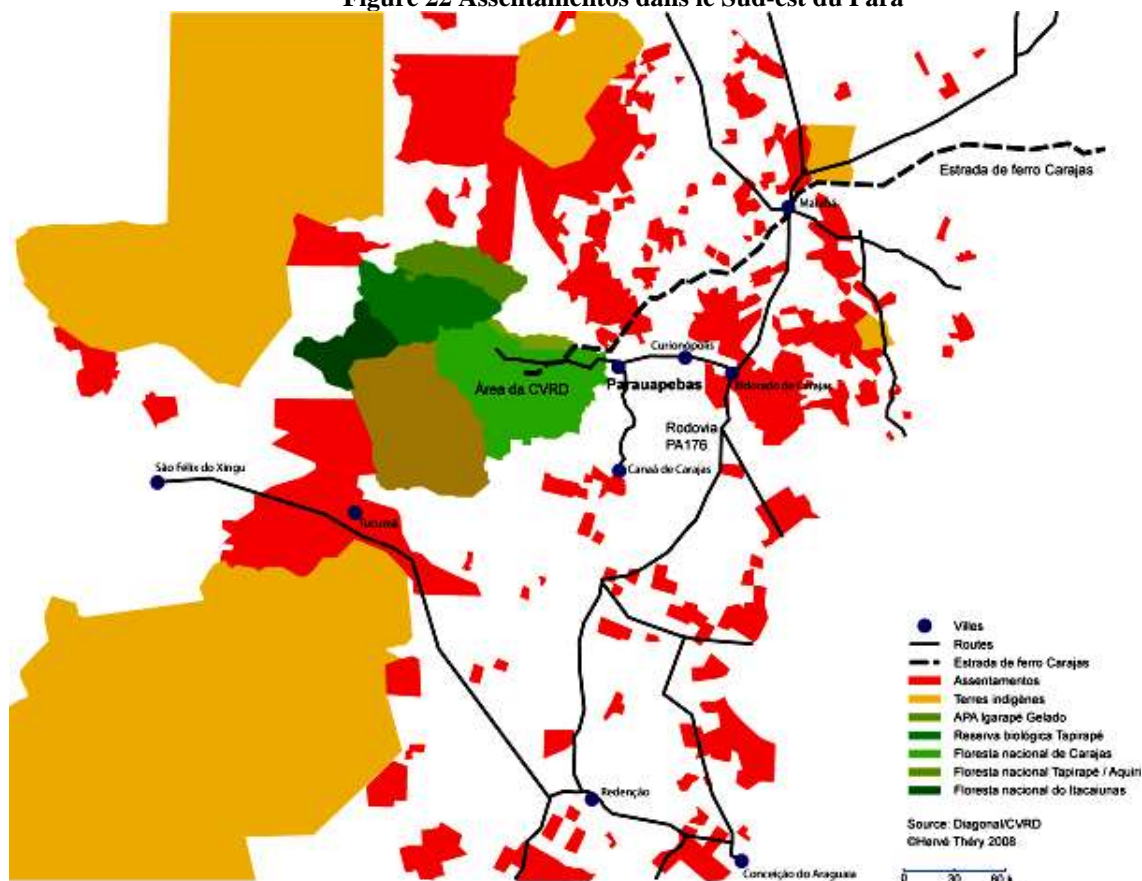 Figure 22 Assentamentos dans le Sud-est du Para
Estrada de ferro Carajas
Marabá
Curionópolis
Parauapebas
Eldorado de Carajas
Área da CVRD
Rodovia
PA176
Canaã de Carajas
São Félix do Xingu
Tucumã
Redenção
Conceição do Araguaia
Villes
Routes
Estrada de ferro Carajas
Assentamentos
Terres indigènes
APA Igarapé Gelado
Reserva biológica Tapirapé
Floresta nacional de Carajas
Floresta nacional Tapirapé / Aquiri
Floresta nacional do Itacaiunas
Source: Diagonal/CVRD
©Hervé Théry 2008
0 30 60 k